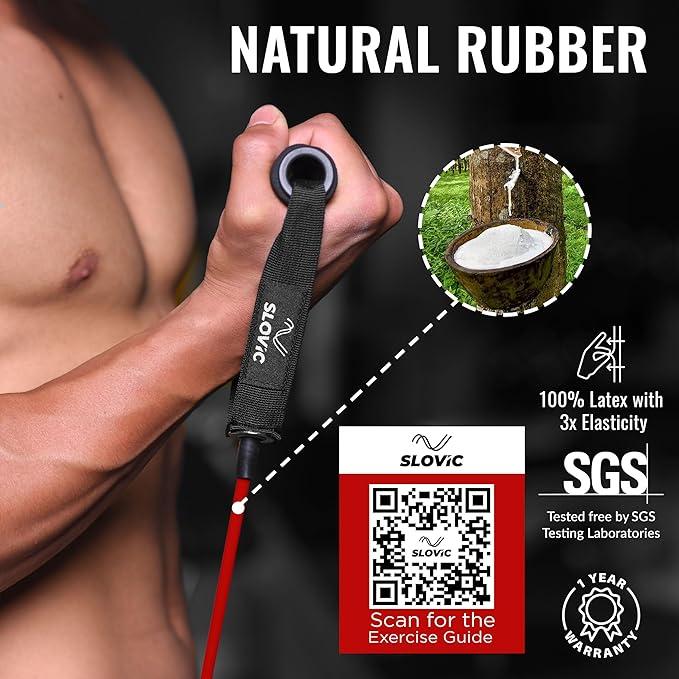 NATURAL RUBBER
SLOViC
100% Latex with
3x Elasticity
SLOViC
SGS
Tested free by SGS
Testing Laboratories
SLOViC
Scan for the
Exercise Guide
1 YEAR
WARRANTY